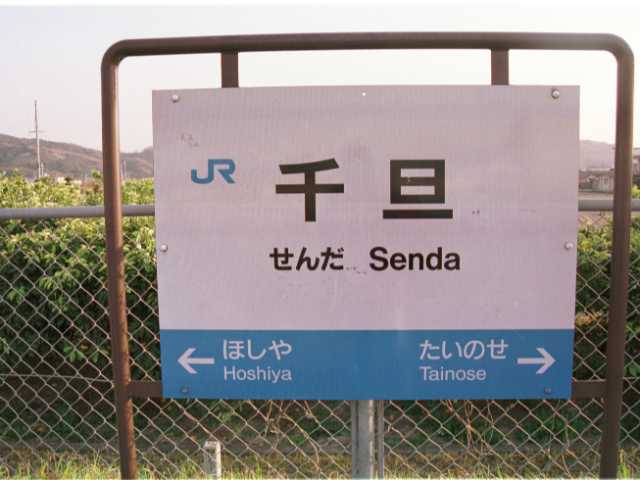 JR 千旦
せんだ Senda
← ほしや たいのせ →
Hoshiya Tainose